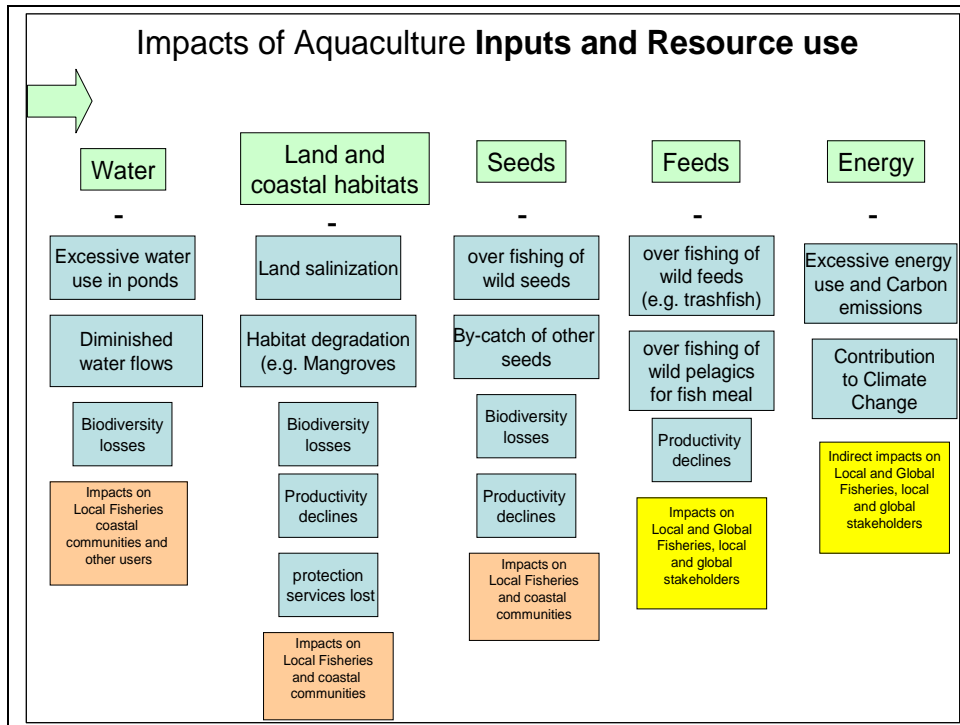 Impacts of Aquaculture Inputs and Resource use
Water
-
Excessive water
use in ponds
Diminished
water flows
Biodiversity
losses
Impacts on
Local Fisheries
coastal
communities and
other users
Land and
coastal habitats
-
Land salinization
Habitat degradation
(e.g. Mangroves
Biodiversity
losses
Productivity
declines
protection
services lost
Impacts on
Local Fisheries
and coastal
communities
Seeds
-
over fishing of
wild seeds
By-catch of other
seeds
Biodiversity
losses
Productivity
declines
Impacts on
Local Fisheries
and coastal
communities
Feeds
-
over fishing of
wild feeds
(e.g. trashfish)
over fishing of
wild pelagics
for fish meal
Productivity
declines
Impacts on
Local and Global
Fisheries, local
and global
stakeholders
Energy
-
Excessive energy
use and Carbon
emissions
Contribution
to Climate
Change
Indirect impacts on
Local and Global
Fisheries, local
and global
stakeholders